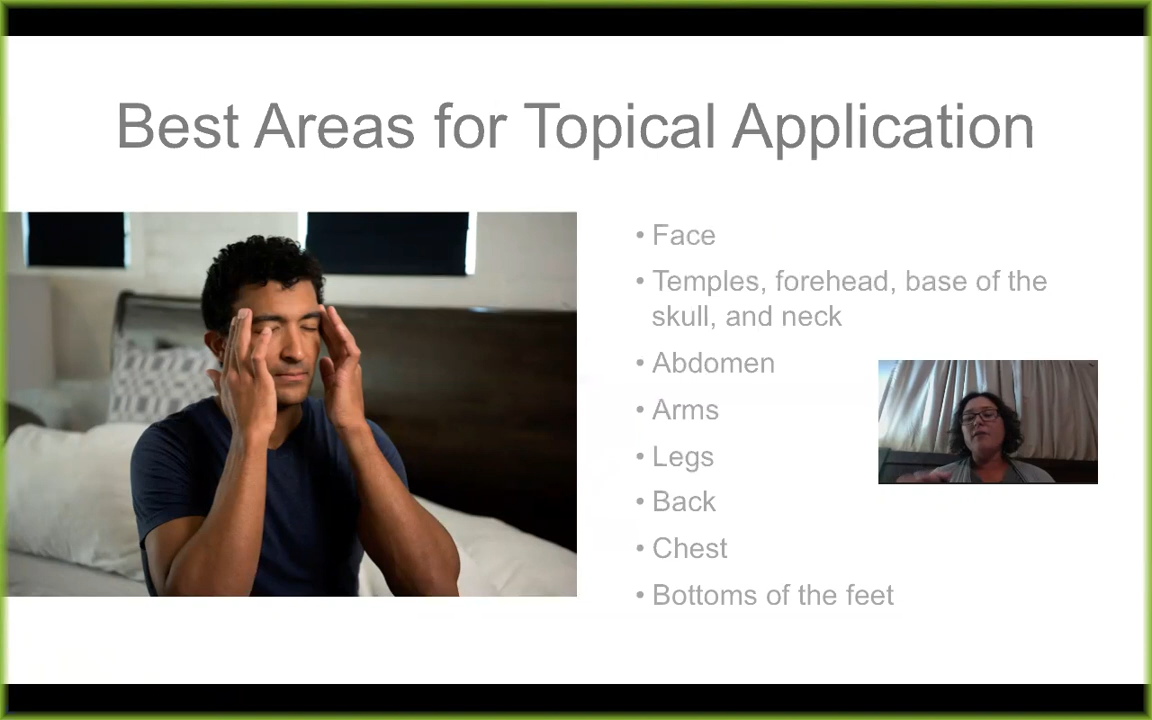 Best Areas for Topical Application
• Face
• Temples, forehead, base of the
skull, and neck
• Abdomen
• Arms
• Legs
• Back
• Chest
• Bottoms of the feet